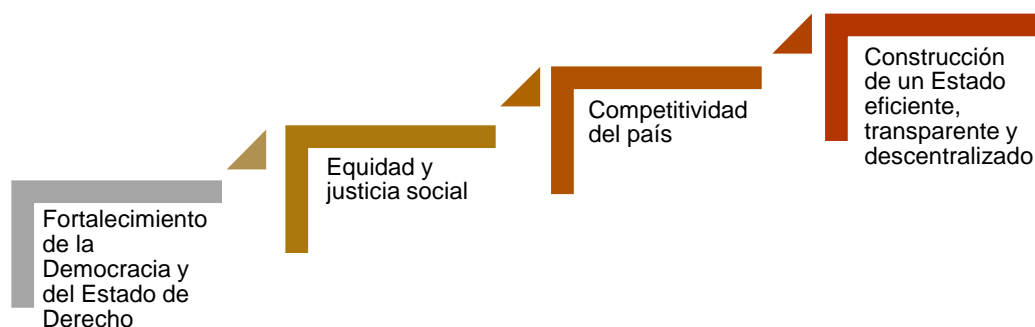 Fortalecimiento
de la
Democracia y
del Estado de
Derecho
Equidad y
justicia social
Competitividad
del país
Construcción
de un Estado
eficiente,
transparente y
descentralizado